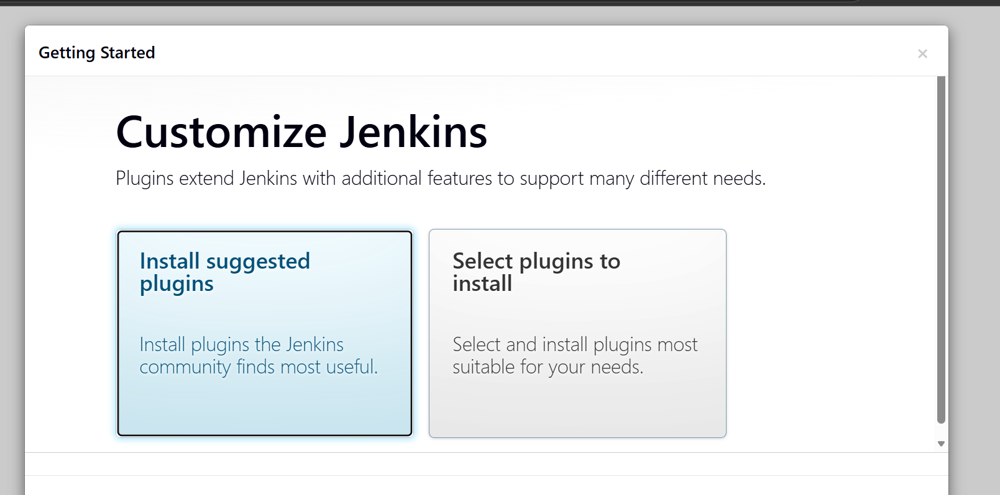 Getting Started
×
Customize Jenkins
Plugins extend Jenkins with additional features to support many different needs.
Install suggested
plugins
Install plugins the Jenkins
community finds most useful.
Select plugins to
install
Select and install plugins most
suitable for your needs.